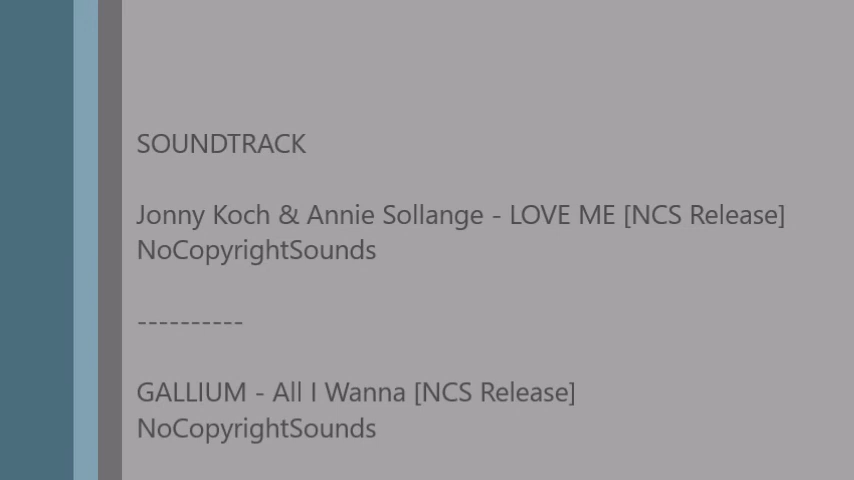 SOUNDTRACK
Jonny Koch & Annie Sollange - LOVE ME [NCS Release]
NoCopyrightSounds
----------
GALLIUM - All I Wanna [NCS Release]
NoCopyrightSounds